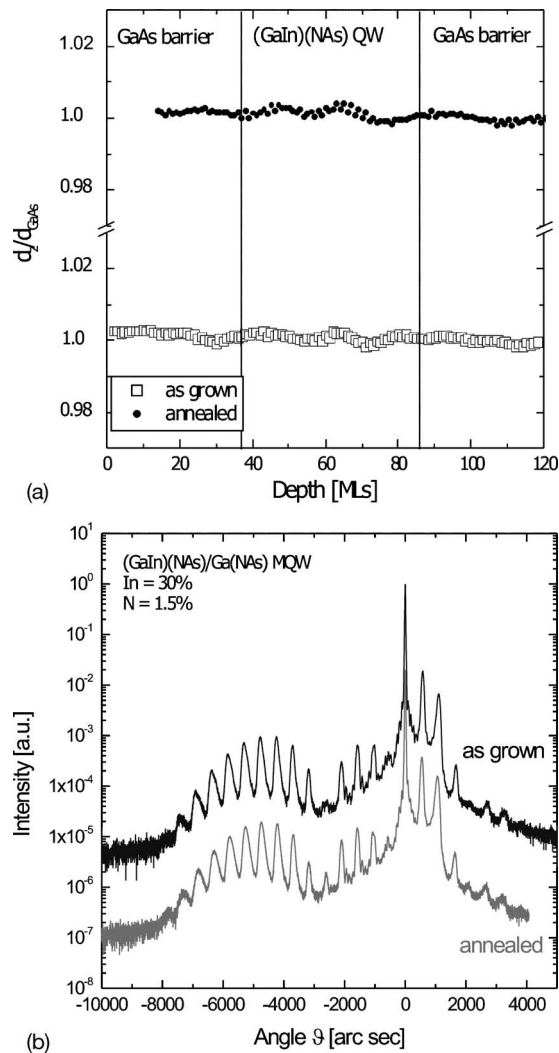 1.02
GaAs barrier
(GaIn)(NAs) QW
GaAs barrier
1.0
0.98
d_z/d_GaAs
1.02
1.0
0.98
as grown
annealed
0 20 40 60 80 100 120
Depth [MLs]
(a)
10^1
(GaIn)(NAs)/Ga(NAs) MQW
In = 30%
N = 1.5%
10^0
10^-1
10^-2
10^-3
1x10^-4
1x10^-5
10^-6
10^-7
10^-8
Intensity [a.u.]
as grown
annealed
-10000 -8000 -6000 -4000 -2000 0 2000 4000
Angle ϑ [arc sec]
(b)